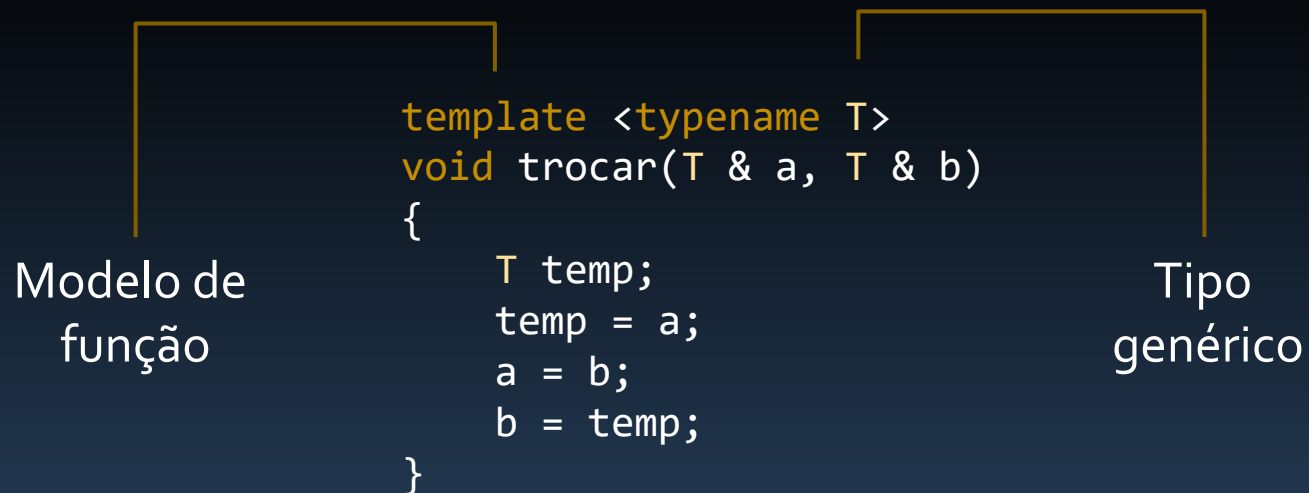 template <typename T>
void trocar(T & a, T & b)
{
T temp;
temp = a;
a = b;
b = temp;
}
Modelo de
função
Tipo
genérico